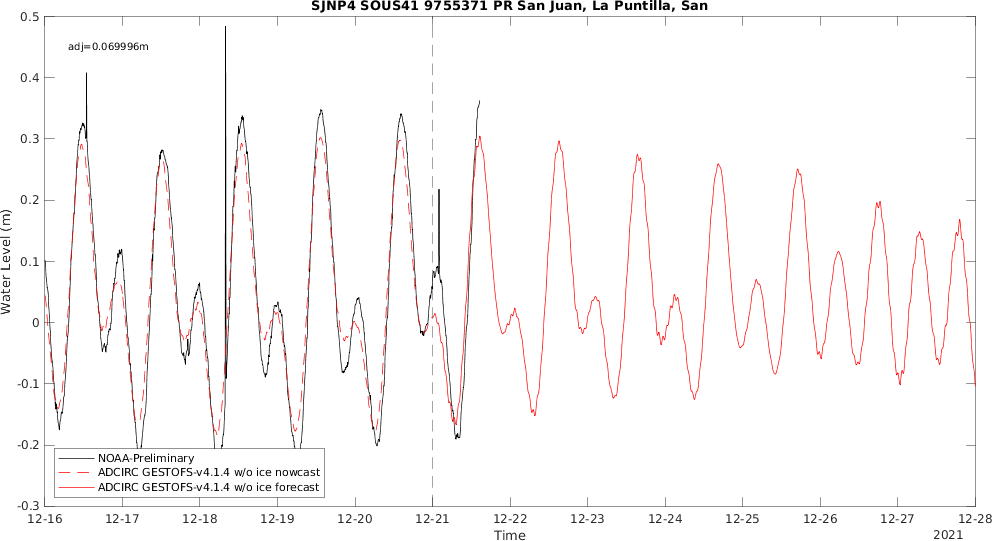 SJNP4 SOUS41 9755371 PR San Juan, La Puntilla, San
adj=0.069996m
0.5
0.4
0.3
0.2
0.1
0
-0.1
-0.2
-0.3
Water Level (m)
NOAA-Preliminary
ADCIRC GESTOFS-v4.1.4 w/o ice nowcast
ADCIRC GESTOFS-v4.1.4 w/o ice forecast
12-16 12-17 12-18 12-19 12-20 12-21 12-22 12-23 12-24 12-25 12-26 12-27 12-28
Time
2021